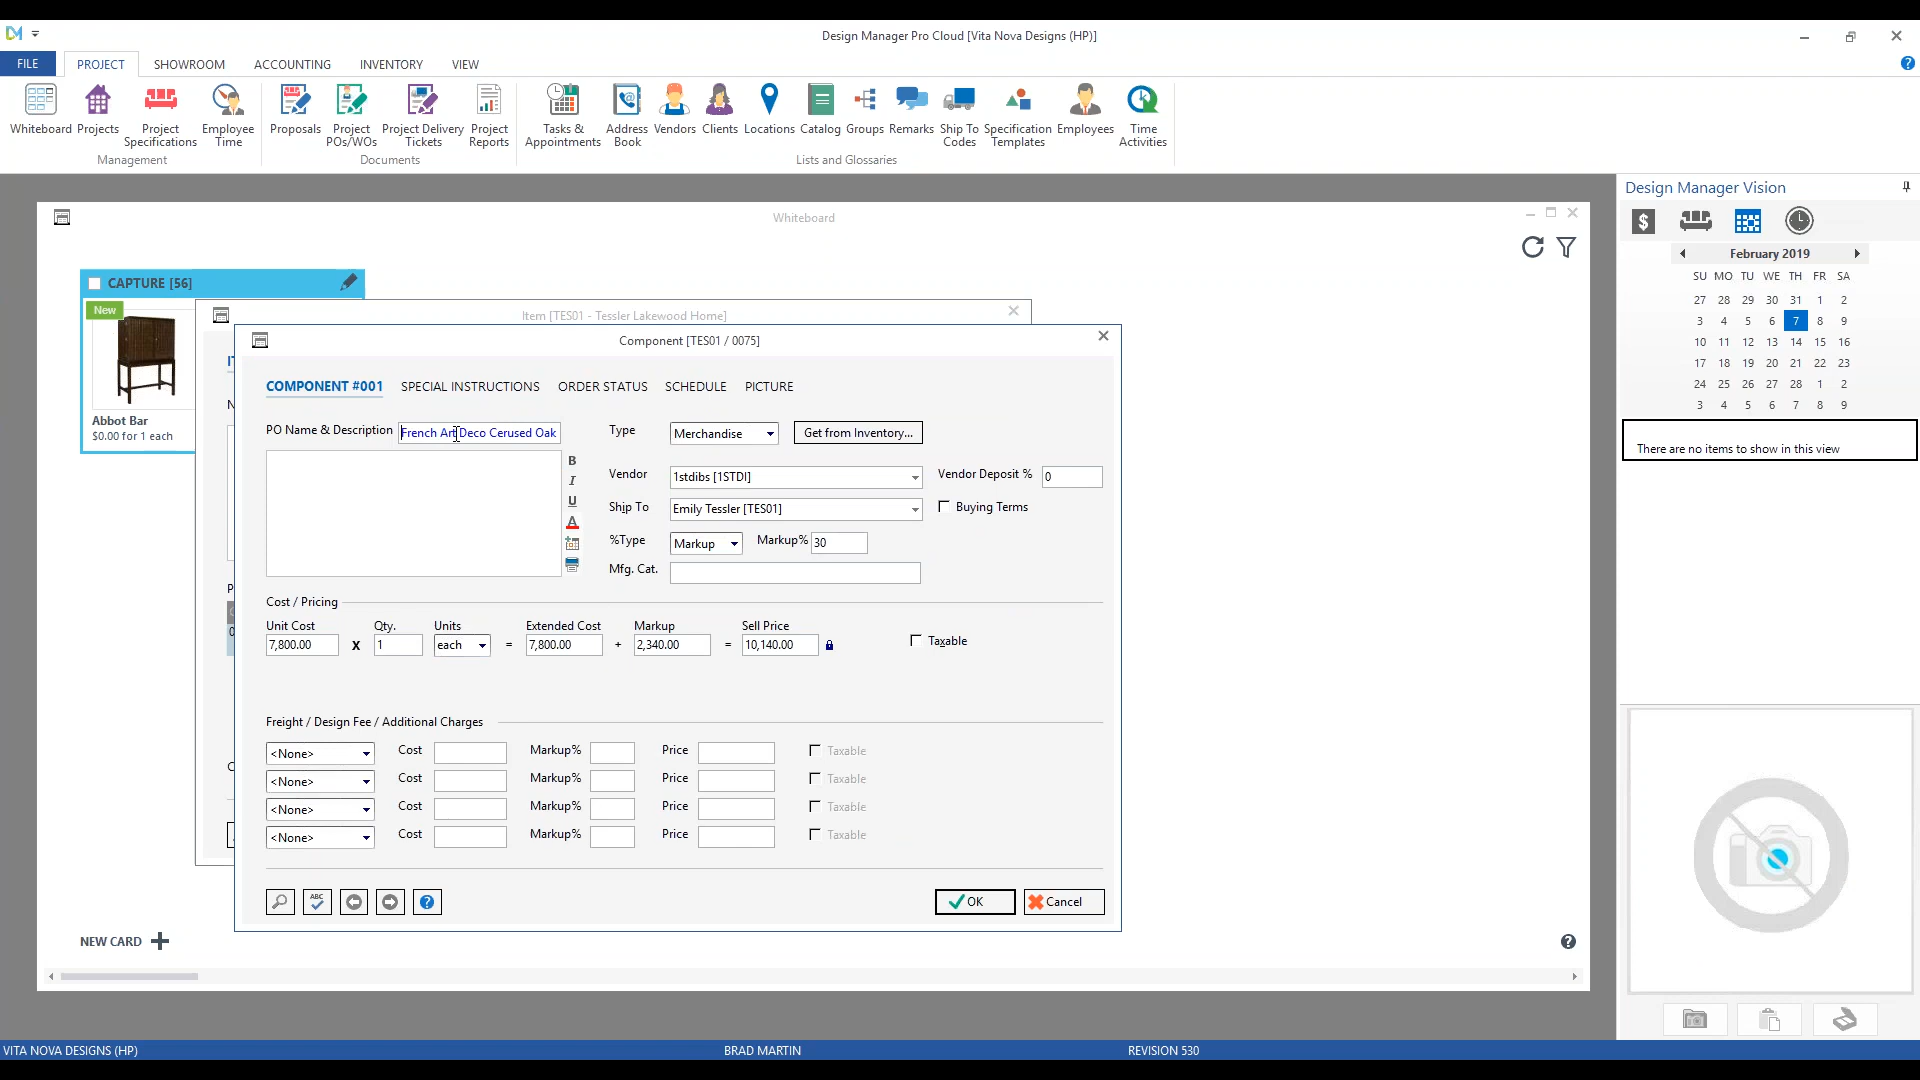 Design Manager Pro Cloud [Vita Nova Designs (HP)]
FILE PROJECT SHOWROOM ACCOUNTING INVENTORY VIEW
Whiteboard Projects Project Specifications Employee Time Proposals Project POs/WOs Project Delivery Tickets Project Reports Tasks & Appointments Address Book Vendors Clients Locations Catalog Groups Remarks Ship To Codes Specification Templates Employees Time Activities
Management Documents Lists and Glossaries
Design Manager Vision
Whiteboard
February 2019
SU MO TU WE TH FR SA
27 28 29 30 31 1 2
3 4 5 6 7 8 9
10 11 12 13 14 15 16
17 18 19 20 21 22 23
24 25 26 27 28 1 2
3 4 5 6 7 8 9
There are no items to show in this view
CAPTURE [56]
New
Abbot Bar
$0.00 for 1 each
Item [TES01 - Tessler Lakewood Home]
Component [TES01 / 0075]
COMPONENT #001 SPECIAL INSTRUCTIONS ORDER STATUS SCHEDULE PICTURE
PO Name & Description French Art Deco Cerused Oak Type Merchandise Get from Inventory...
B
I
U
A
Vendor 1stdibs [1STDI] Vendor Deposit % 0
Ship To Emily Tessler [TES01] Buying Terms
%Type Markup Markup% 30
Mfg. Cat.
Cost / Pricing
Unit Cost Qty. Units Extended Cost Markup Sell Price
7,800.00 X 1 each = 7,800.00 + 2,340.00 = 10,140.00 Taxable
Freight / Design Fee / Additional Charges
<None> Cost Markup% Price Taxable
<None> Cost Markup% Price Taxable
<None> Cost Markup% Price Taxable
<None> Cost Markup% Price Taxable
ABC OK Cancel
NEW CARD
VITA NOVA DESIGNS (HP) BRAD MARTIN REVISION 530